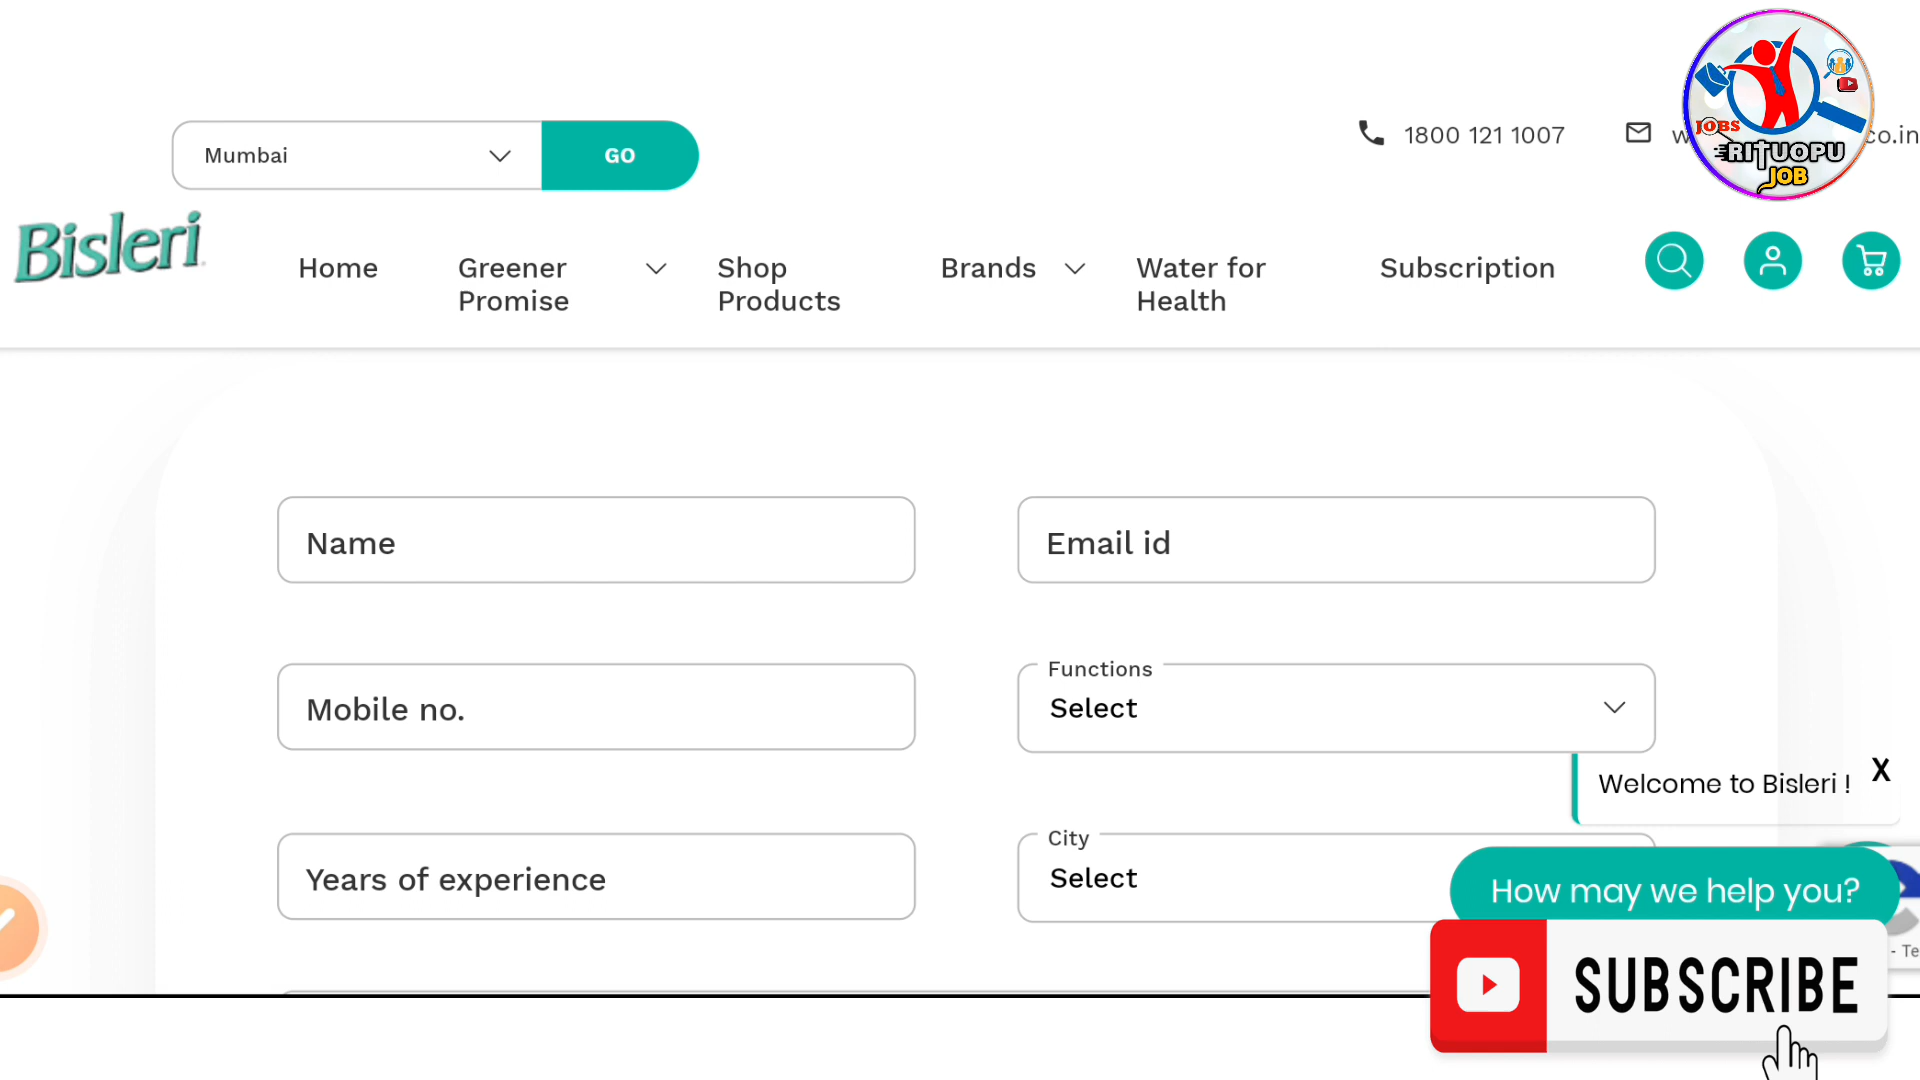 Mumbai
GO
1800 121 1007
co.in
JOBS
RITUOPU
JOB
Bisleri
Home
Greener
Promise
Shop
Products
Brands
Water for
Health
Subscription
Name
Email id
Mobile no.
Functions
Select
Welcome to Bisleri !
X
Years of experience
City
Select
How may we help you?
SUBSCRIBE